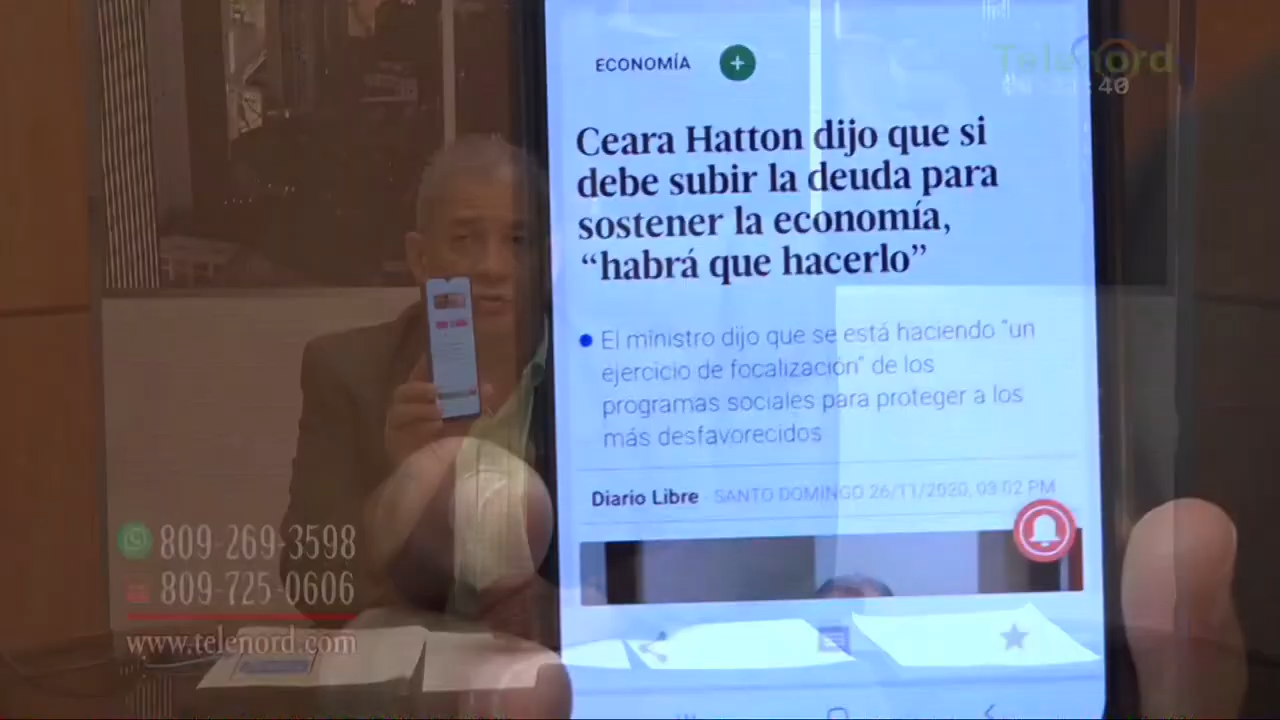 ECONOMÍA
Telenord
40
Ceara Hatton dijo que si
debe subir la deuda para
sostener la economía,
“habrá que hacerlo”
El ministro dijo que se está haciendo "un
ejercicio de focalización" de los
programas sociales para proteger a los
más desfavorecidos
Diario Libre SANTO DOMINGO 26/11/2020, 03:02 PM
809-269-3598
809-725-0606
www.telenord.com